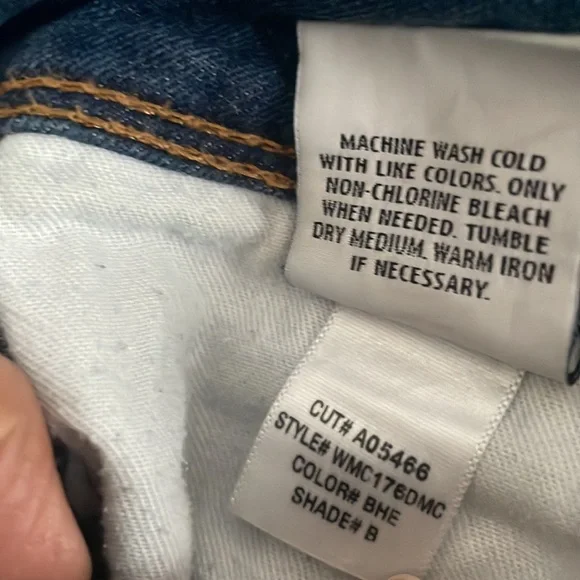 MACHINE WASH COLD
WITH LIKE COLORS. ONLY
NON-CHLORINE BLEACH
WHEN NEEDED. TUMBLE
DRY MEDIUM. WARM IRON
IF NECESSARY.
CUT# A05466
STYLE# WMC176DMC
COLOR# BHE
SHADE# B